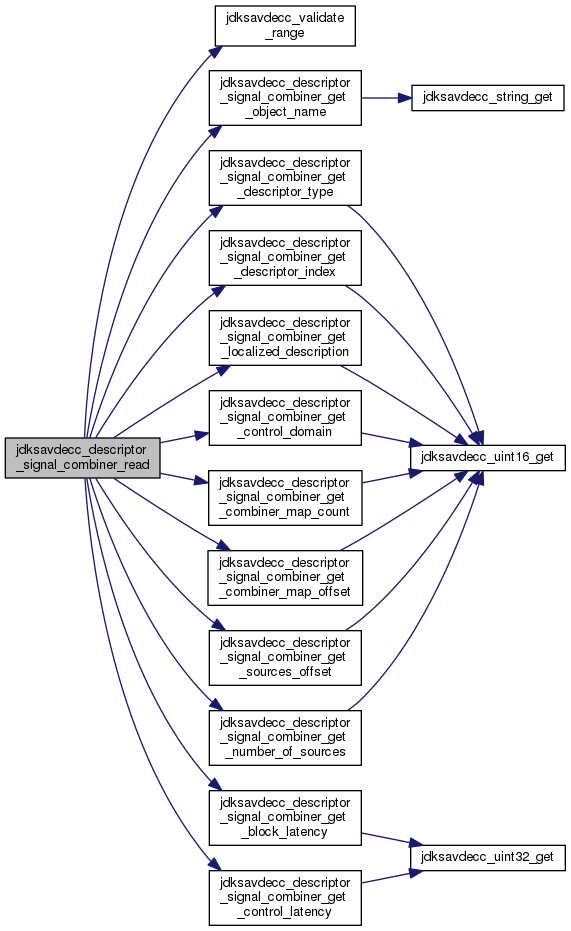 jdksavdecc_validate
_range
jdksavdecc_descriptor
_signal_combiner_get
_object_name
jdksavdecc_string_get
jdksavdecc_descriptor
_signal_combiner_get
_descriptor_type
jdksavdecc_descriptor
_signal_combiner_get
_descriptor_index
jdksavdecc_descriptor
_signal_combiner_get
_localized_description
jdksavdecc_descriptor
_signal_combiner_get
_control_domain
jdksavdecc_descriptor
_signal_combiner_read
jdksavdecc_uint16_get
jdksavdecc_descriptor
_signal_combiner_get
_combiner_map_count
jdksavdecc_descriptor
_signal_combiner_get
_combiner_map_offset
jdksavdecc_descriptor
_signal_combiner_get
_sources_offset
jdksavdecc_descriptor
_signal_combiner_get
_number_of_sources
jdksavdecc_descriptor
_signal_combiner_get
_block_latency
jdksavdecc_uint32_get
jdksavdecc_descriptor
_signal_combiner_get
_control_latency